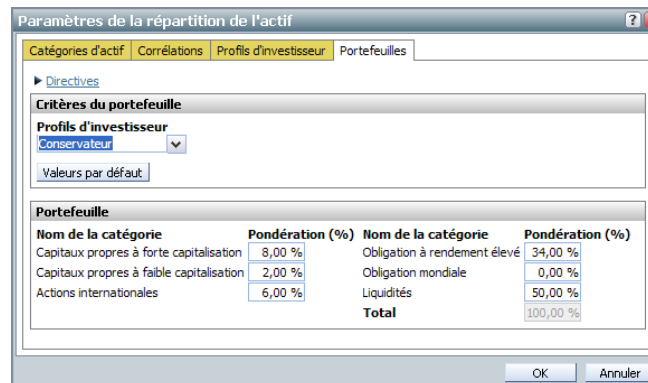 Paramètres de la répartition de l'actif ?
Catégories d'actif Corrélations Profils d'investisseur Portefeuilles
Directives
Critères du portefeuille
Profils d'investisseur
Conservateur
Valeurs par défaut
Portefeuille
Nom de la catégorie Pondération (%) Nom de la catégorie Pondération (%)
Capitaux propres à forte capitalisation 8,00 % Obligation à rendement élevé 34,00 %
Capitaux propres à faible capitalisation 2,00 % Obligation mondiale 0,00 %
Actions internationales 6,00 % Liquidités 50,00 %
Total 100,00 %
OK Annuler